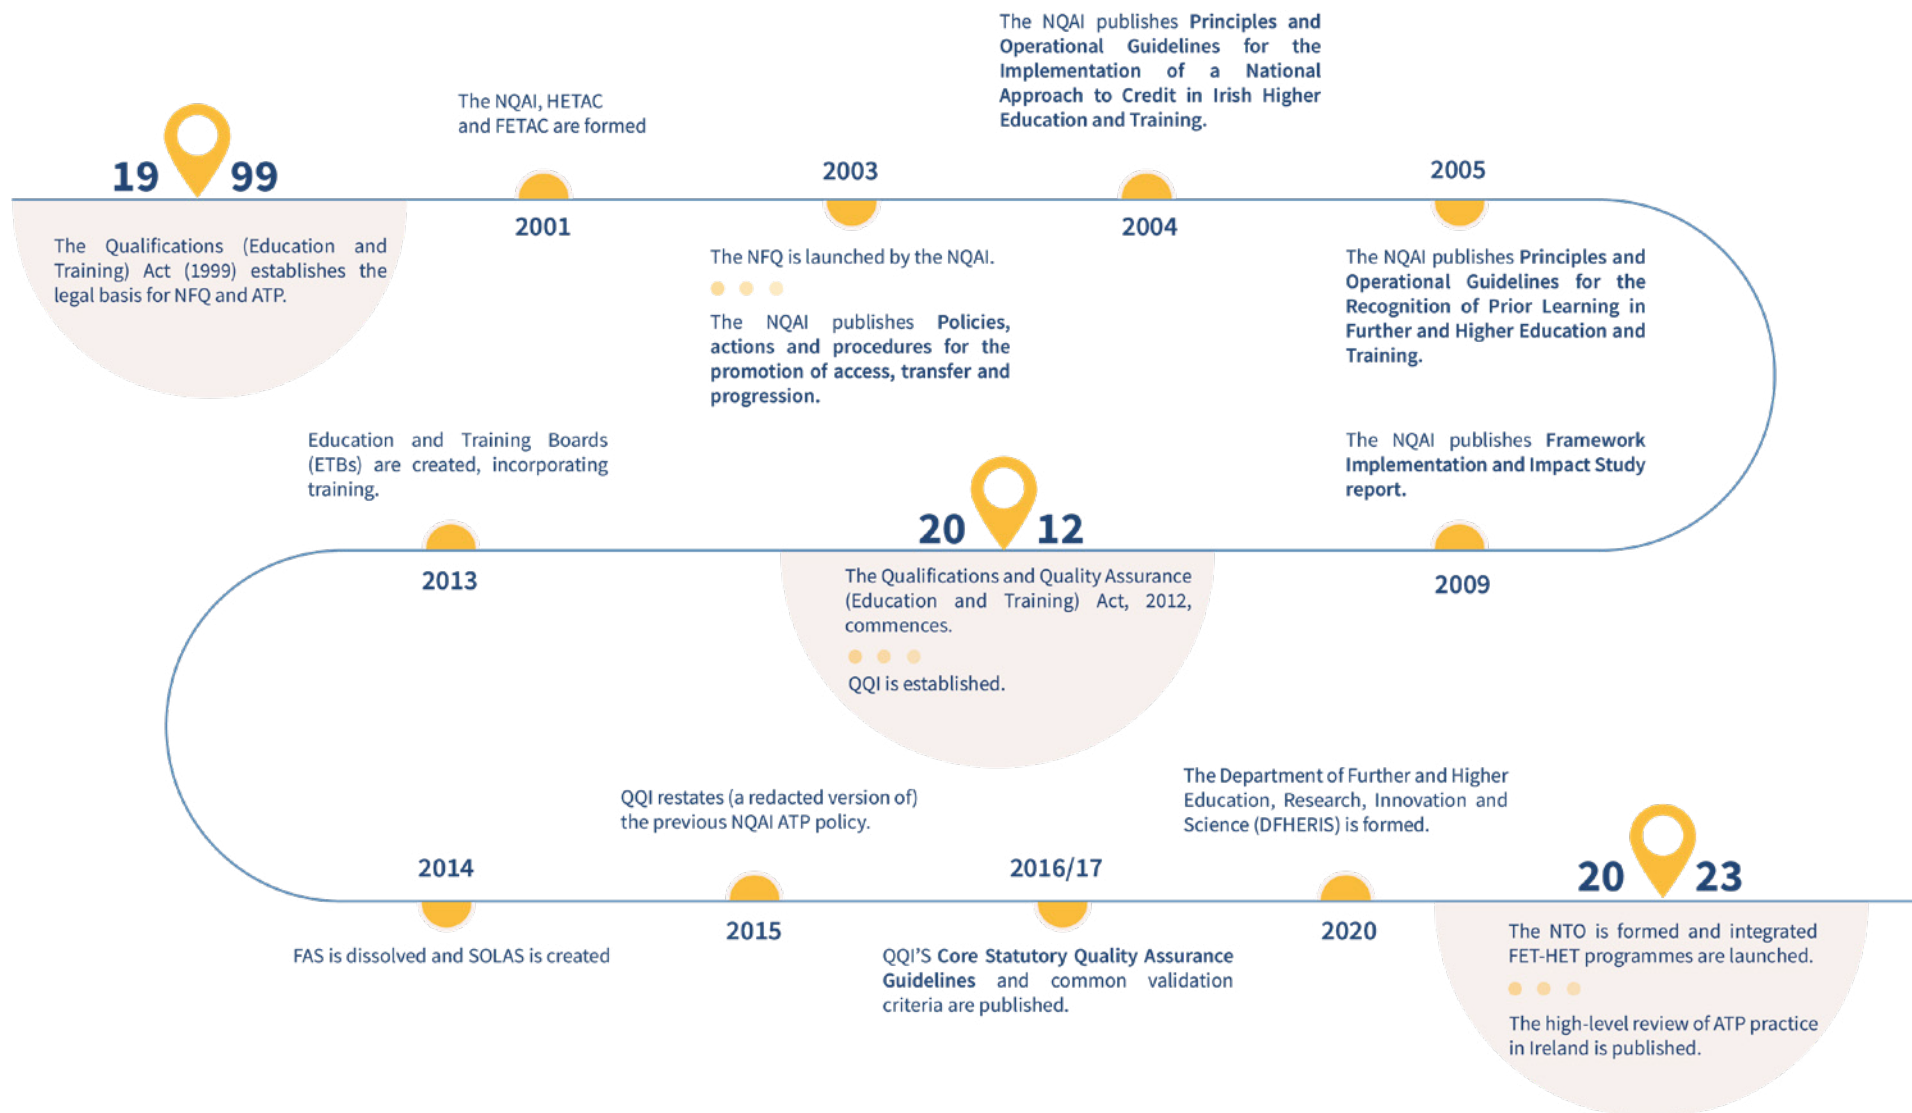 19 99
The Qualifications (Education and
Training) Act (1999) establishes the
legal basis for NFQ and ATP.
The NQAI, HETAC
and FETAC are formed
2001
2003
The NFQ is launched by the NQAI.
The NQAI publishes Policies,
actions and procedures for the
promotion of access, transfer and
progression.
The NQAI publishes Principles and
Operational Guidelines for the
Implementation of a National
Approach to Credit in Irish Higher
Education and Training.
2004
2005
The NQAI publishes Principles and
Operational Guidelines for the
Recognition of Prior Learning in
Further and Higher Education and
Training.
The NQAI publishes Framework
Implementation and Impact Study
report.
2009
20 12
The Qualifications and Quality Assurance
(Education and Training) Act, 2012,
commences.
QQI is established.
Education and Training Boards
(ETBs) are created, incorporating
training.
2013
2014
FAS is dissolved and SOLAS is created
QQI restates (a redacted version of)
the previous NQAI ATP policy.
2015
2016/17
QQI'S Core Statutory Quality Assurance
Guidelines and common validation
criteria are published.
The Department of Further and Higher
Education, Research, Innovation and
Science (DFHERIS) is formed.
2020
20 23
The NTO is formed and integrated
FET-HET programmes are launched.
The high-level review of ATP practice
in Ireland is published.